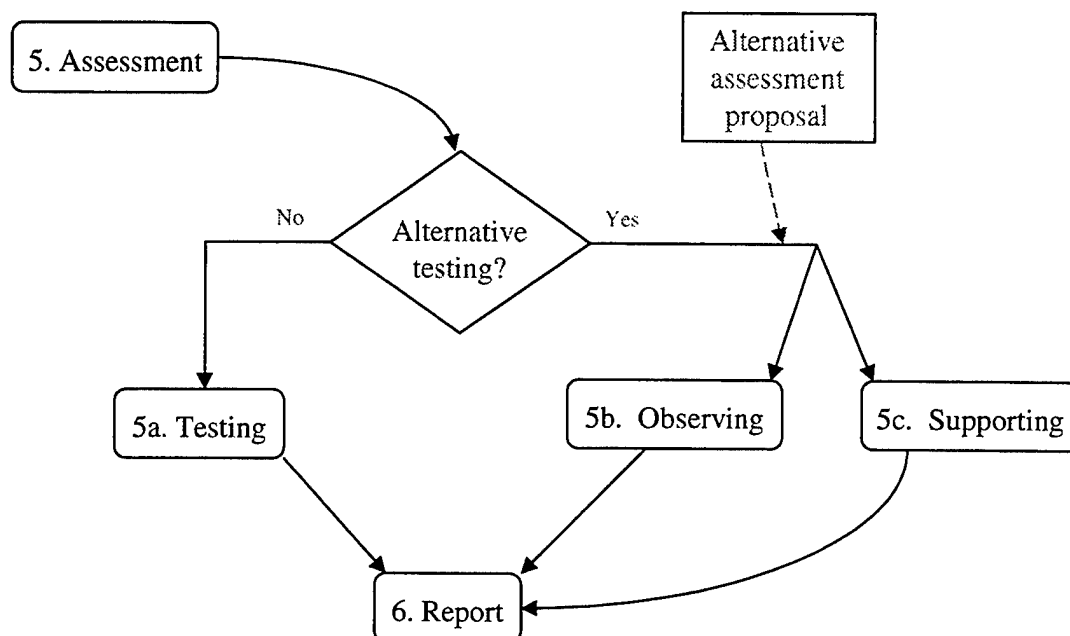 5. Assessment
Alternative
assessment
proposal
No
Yes
Alternative
testing?
5a. Testing
5b. Observing
5c. Supporting
6. Report